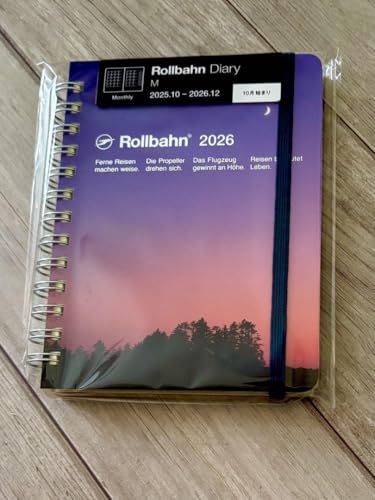 Rollbahn Diary
M
Monthly
2025.10 – 2026.12
10月始まり
Rollbahn® 2026
Ferne Reisen
machen weise.
Die Propeller
drehen sich.
Das Flugzeug
gewinnt an Höhe.
Reisen
Leben.